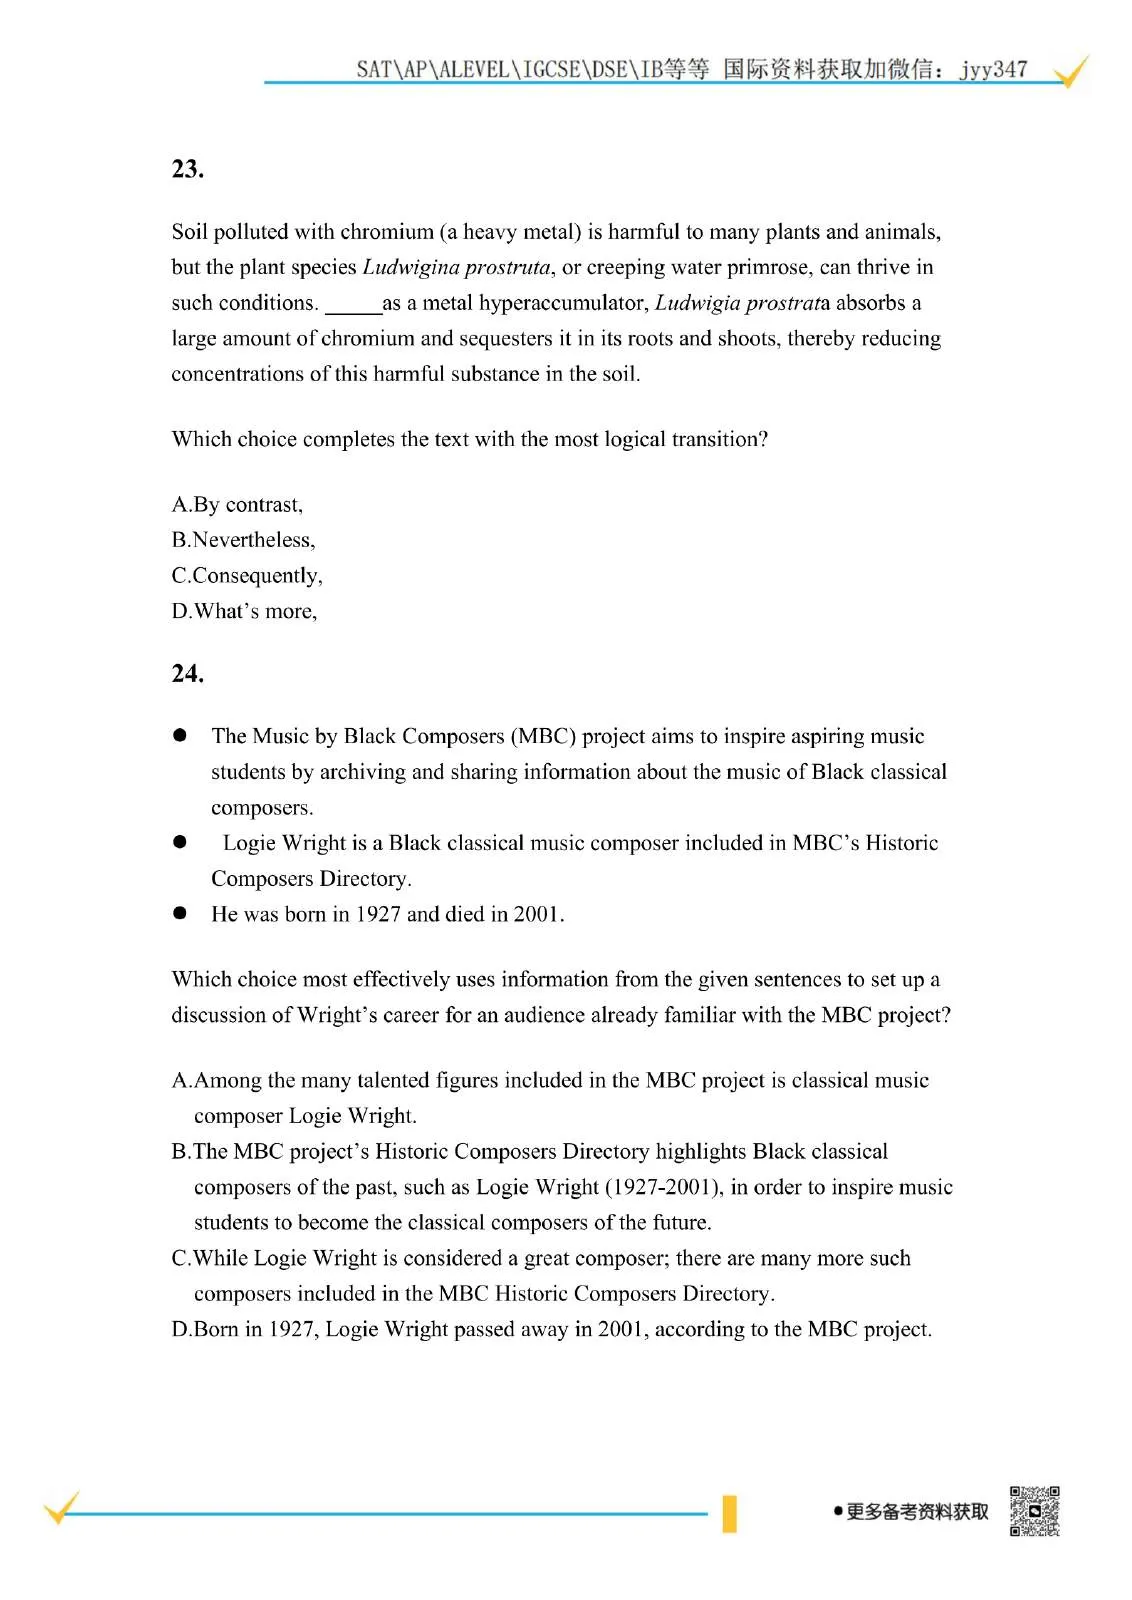 SAT\AP\ALEVEL\IGCSE\DSE\IB等等 国际资料获取加微信：jyy347
23.
Soil polluted with chromium (a heavy metal) is harmful to many plants and animals,
but the plant species Ludwigina prostruta, or creeping water primrose, can thrive in
such conditions. _____as a metal hyperaccumulator, Ludwigia prostrata absorbs a
large amount of chromium and sequesters it in its roots and shoots, thereby reducing
concentrations of this harmful substance in the soil.
Which choice completes the text with the most logical transition?
A.By contrast,
B.Nevertheless,
C.Consequently,
D.What's more,
24.
● The Music by Black Composers (MBC) project aims to inspire aspiring music
students by archiving and sharing information about the music of Black classical
composers.
● Logie Wright is a Black classical music composer included in MBC's Historic
Composers Directory.
● He was born in 1927 and died in 2001.
Which choice most effectively uses information from the given sentences to set up a
discussion of Wright's career for an audience already familiar with the MBC project?
A.Among the many talented figures included in the MBC project is classical music
composer Logie Wright.
B.The MBC project's Historic Composers Directory highlights Black classical
composers of the past, such as Logie Wright (1927-2001), in order to inspire music
students to become the classical composers of the future.
C.While Logie Wright is considered a great composer; there are many more such
composers included in the MBC Historic Composers Directory.
D.Born in 1927, Logie Wright passed away in 2001, according to the MBC project.
●更多备考资料获取